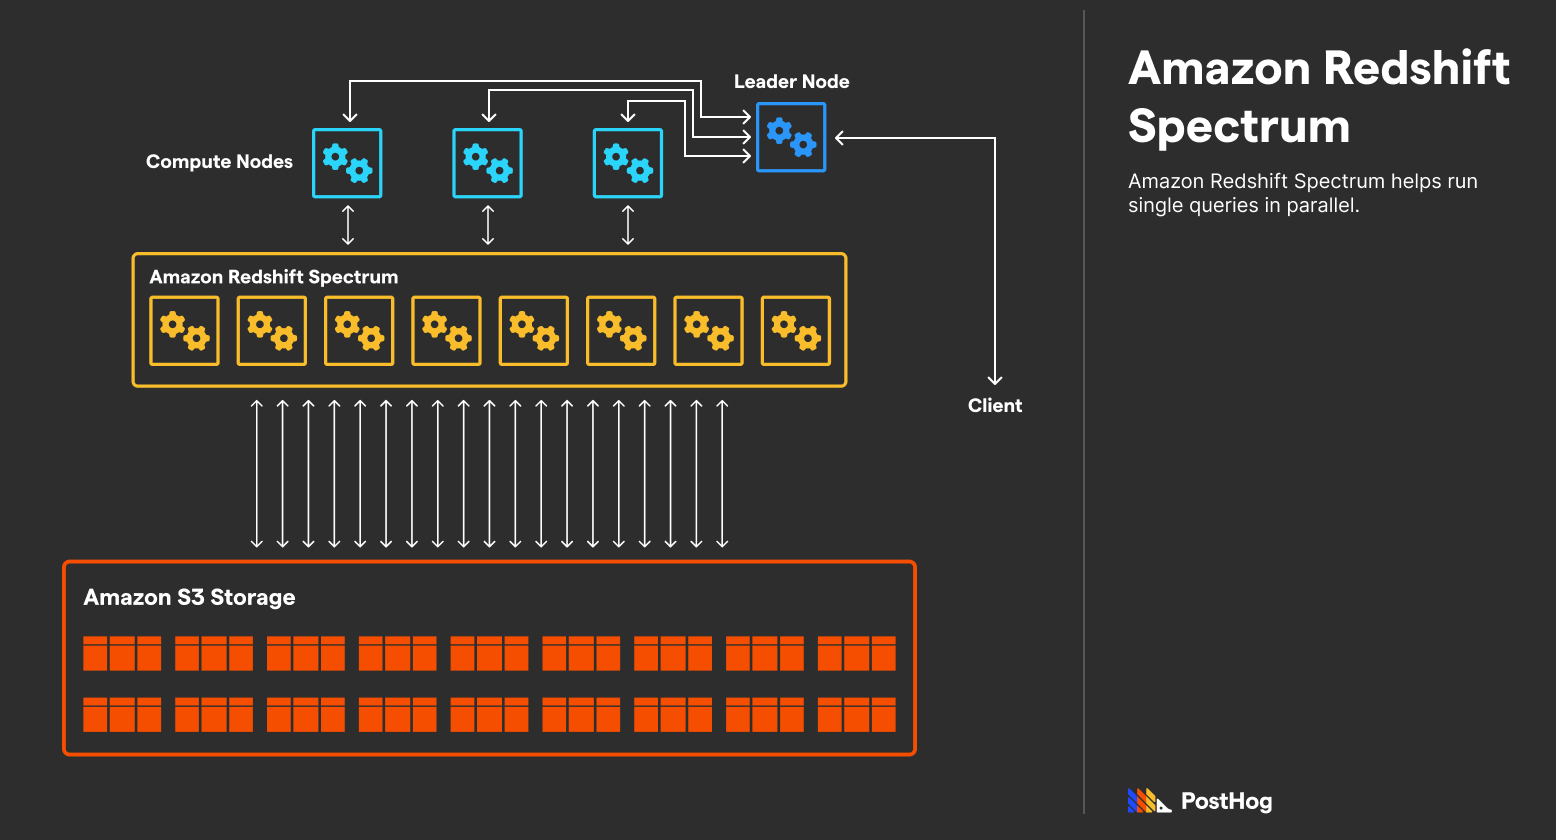 Leader Node
Compute Nodes
Amazon Redshift Spectrum
Client
Amazon S3 Storage
Amazon Redshift
Spectrum
Amazon Redshift Spectrum helps run
single queries in parallel.
PostHog